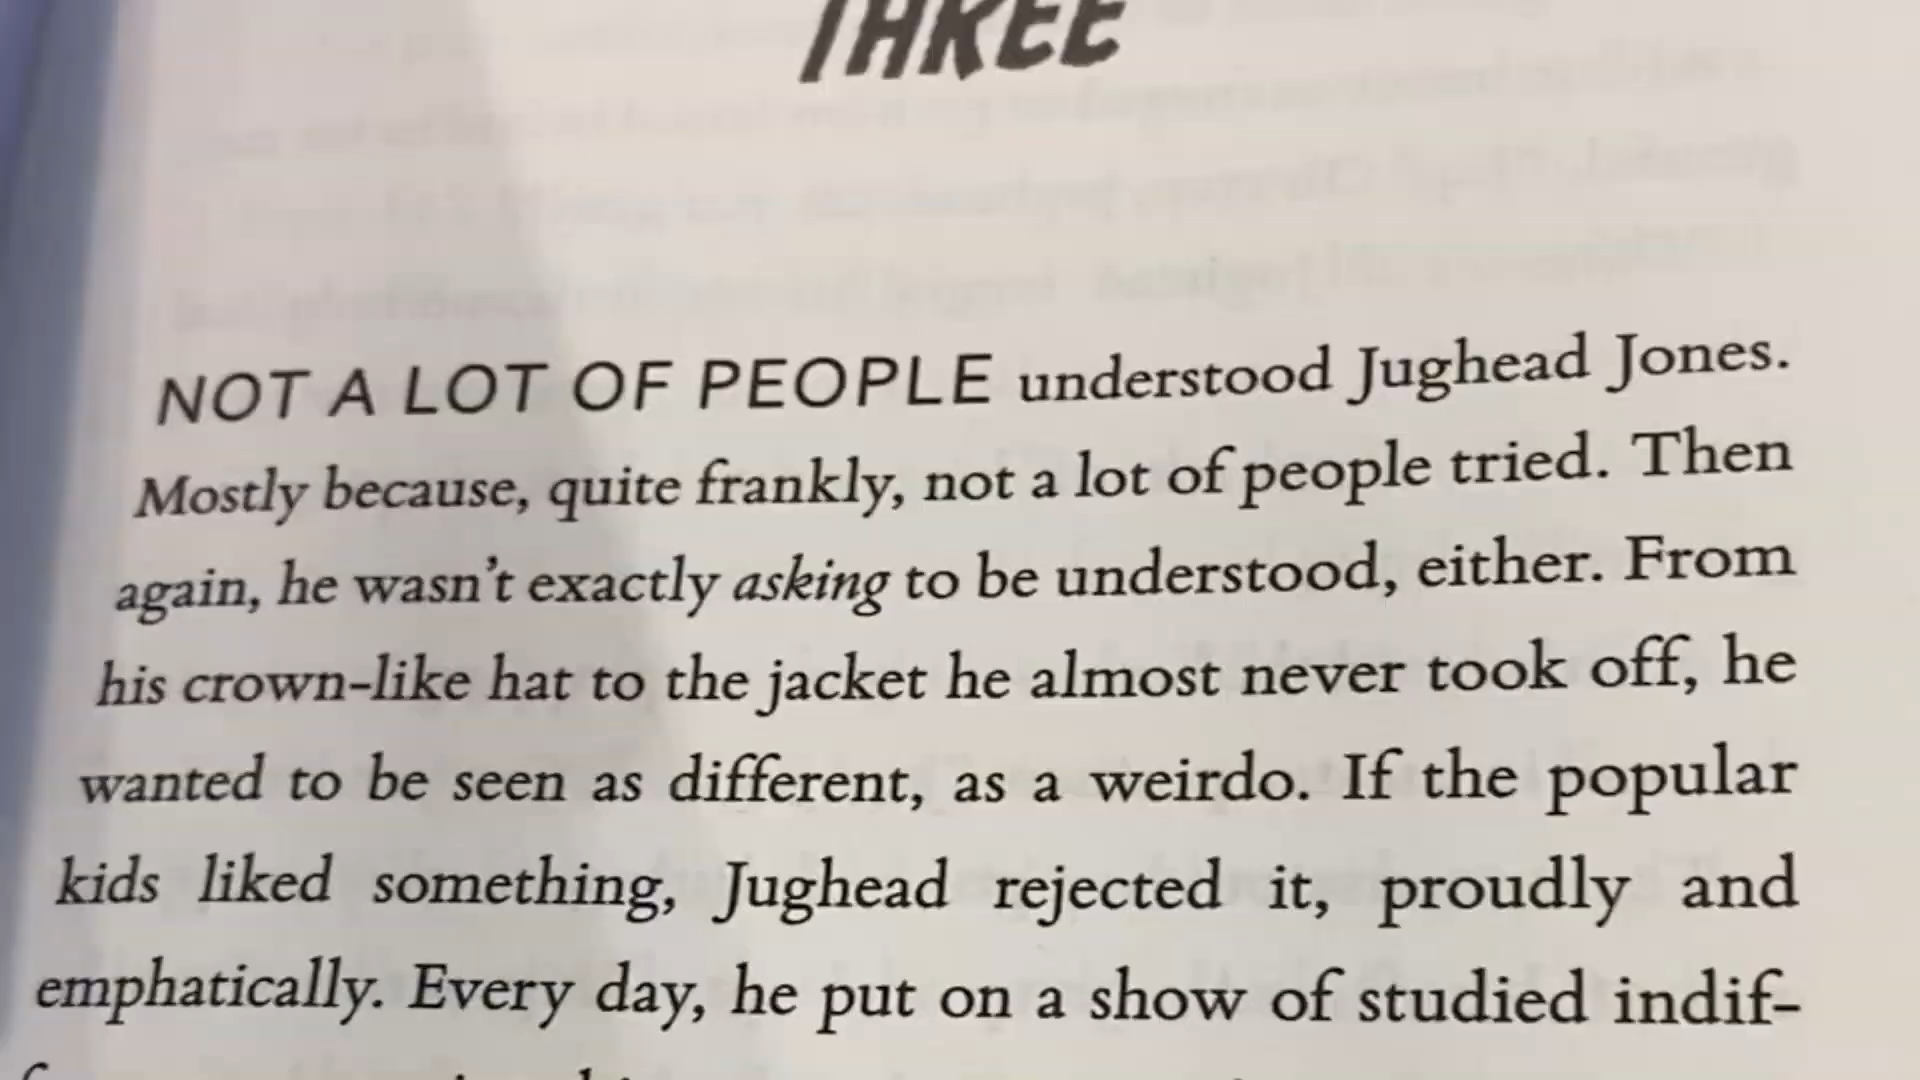 THREE
NOT A LOT OF PEOPLE understood Jughead Jones.
Mostly because, quite frankly, not a lot of people tried. Then
again, he wasn't exactly asking to be understood, either. From
his crown-like hat to the jacket he almost never took off, he
wanted to be seen as different, as a weirdo. If the popular
kids liked something, Jughead rejected it, proudly and
emphatically. Every day, he put on a show of studied indif-